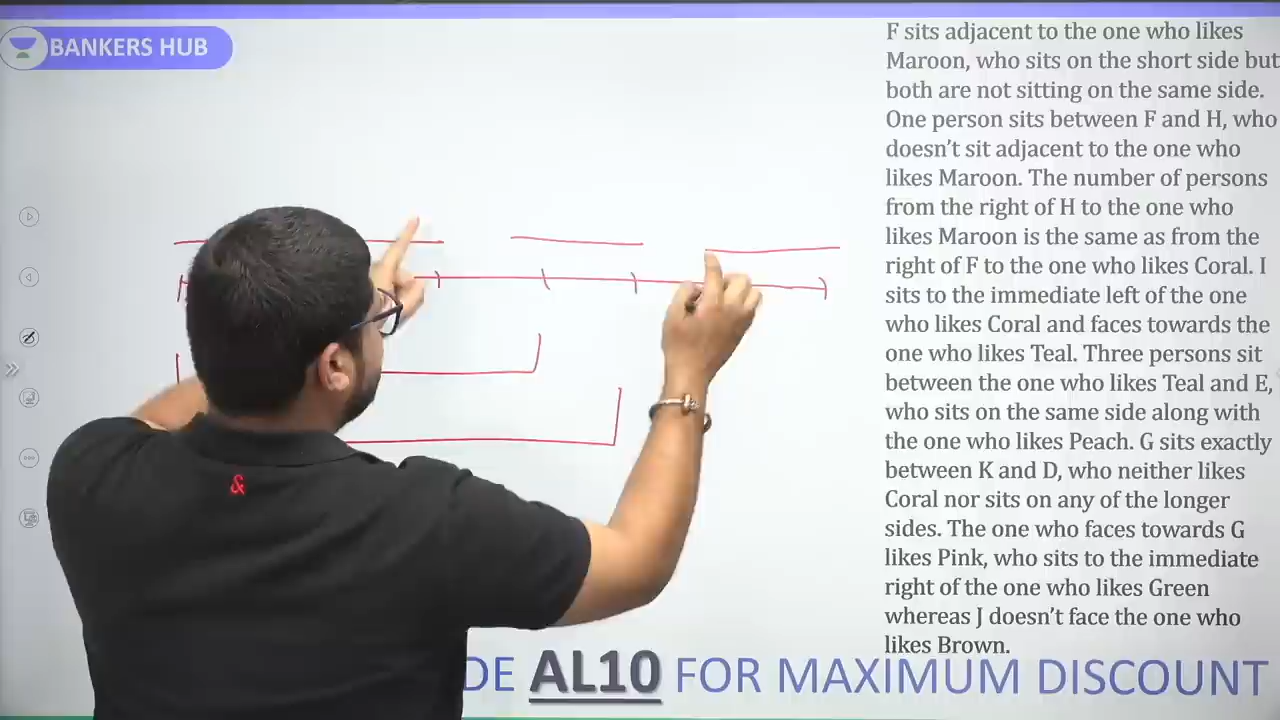 BANKERS HUB
F sits adjacent to the one who likes
Maroon, who sits on the short side but
both are not sitting on the same side.
One person sits between F and H, who
doesn’t sit adjacent to the one who
likes Maroon. The number of persons
from the right of H to the one who
likes Maroon is the same as from the
right of F to the one who likes Coral. I
sits to the immediate left of the one
who likes Coral and faces towards the
one who likes Teal. Three persons sit
between the one who likes Teal and E,
who sits on the same side along with
the one who likes Peach. G sits exactly
between K and D, who neither likes
Coral nor sits on any of the longer
sides. The one who faces towards G
likes Pink, who sits to the immediate
right of the one who likes Green
whereas J doesn’t face the one who
likes Brown.
DE AL10 FOR MAXIMUM DISCOUNT